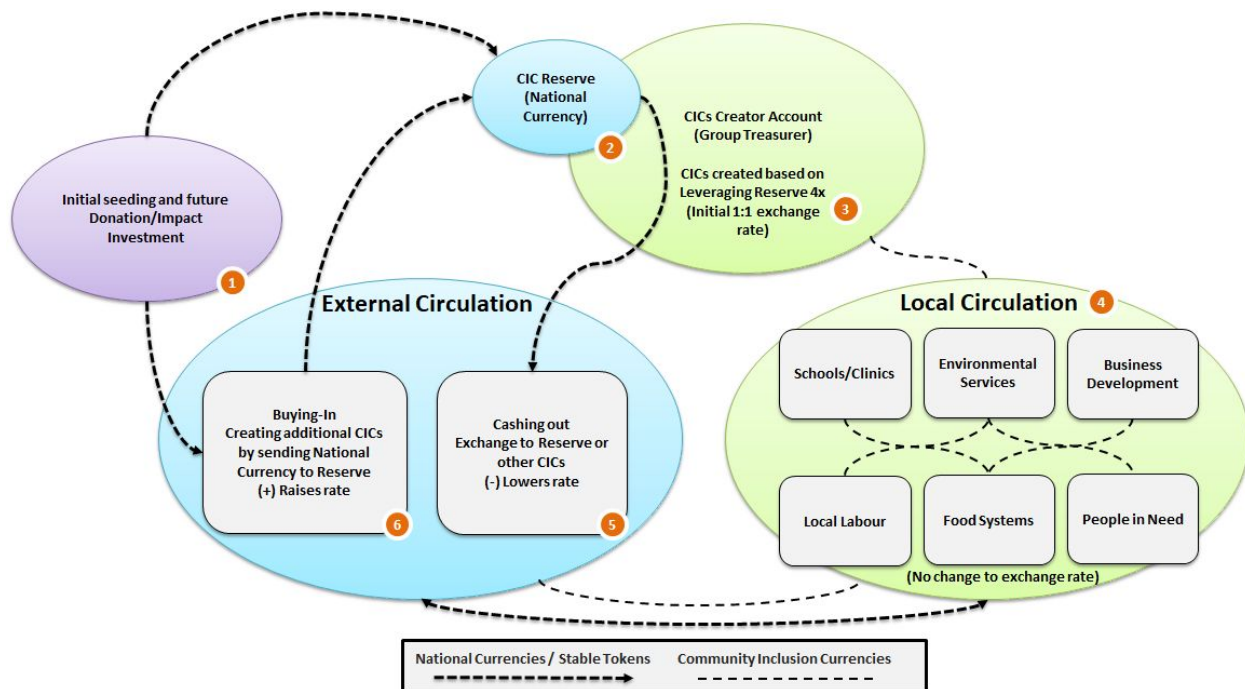 CIC Reserve
(National
Currency)
2
CICs Creator Account
(Group Treasurer)
CICs created based on
Leveraging Reserve 4x
(Initial 1:1 exchange
rate)
3
Initial seeding and future
Donation/Impact
Investment
1
External Circulation
Buying-In
Creating additional CICs
by sending National
Currency to Reserve
(+) Raises rate
6
Cashing out
Exchange to Reserve or
other CICs
(-) Lowers rate
5
Local Circulation
4
Schools/Clinics
Environmental
Services
Business
Development
Local Labour
Food Systems
People in Need
(No change to exchange rate)
National Currencies / Stable Tokens
Community Inclusion Currencies